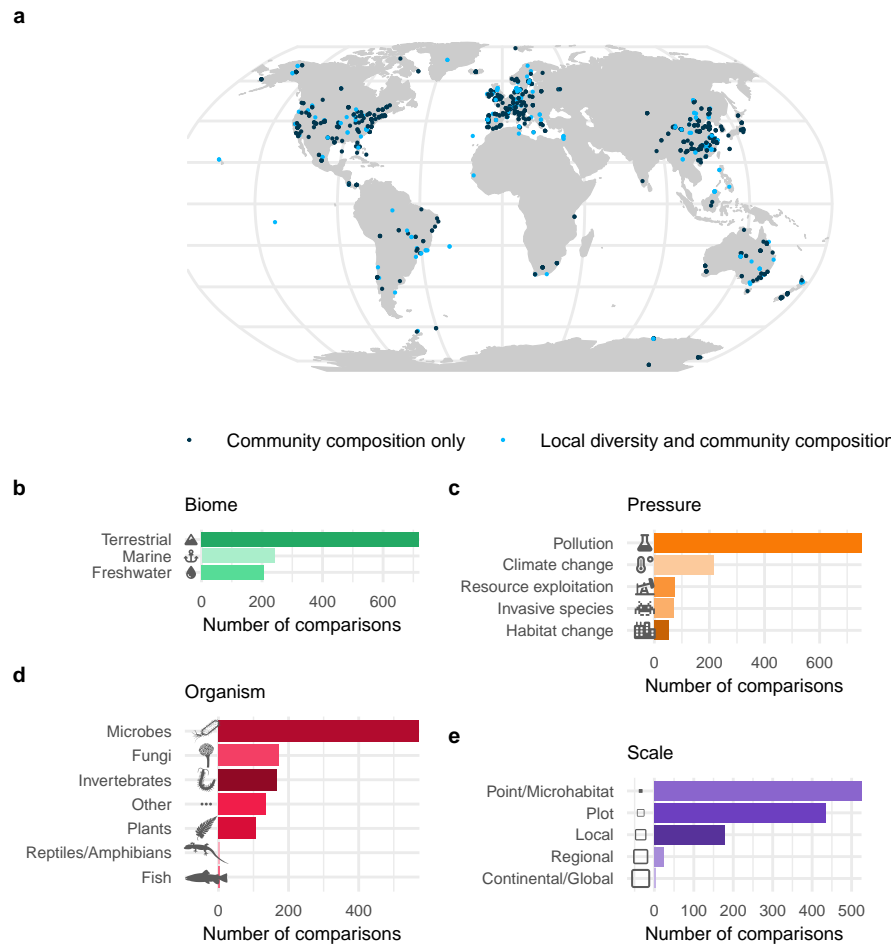 a
Community composition only
Local diversity and community composition
b
Biome
Terrestrial
Marine
Freshwater
0 200 400 600
Number of comparisons
c
Pressure
Pollution
Climate change
Resource exploitation
Invasive species
Habitat change
0 200 400 600
Number of comparisons
d
Organism
Microbes
Fungi
Invertebrates
Other
Plants
Reptiles/Amphibians
Fish
0 200 400
Number of comparisons
e
Scale
Point/Microhabitat
Plot
Local
Regional
Continental/Global
0 100 200 300 400 500
Number of comparisons